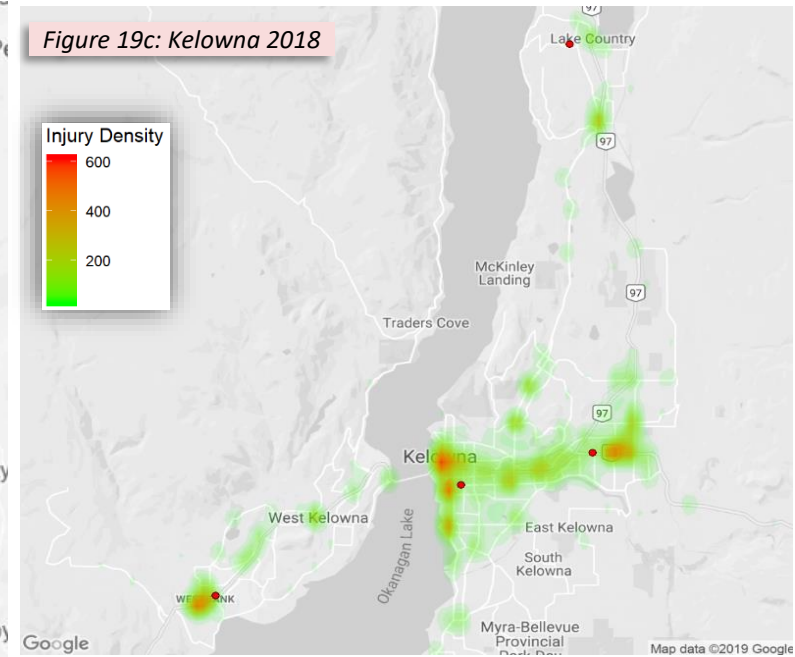 Figure 19c: Kelowna 2018
97
Lake Country
Injury Density
600
400
200
97
McKinley
Landing
97
Traders Cove
97
Kelowna
West Kelowna
East Kelowna
South
Kelowna
Okanagan Lake
Myra-Bellevue
Provincial
Google
Map data ©2019 Google